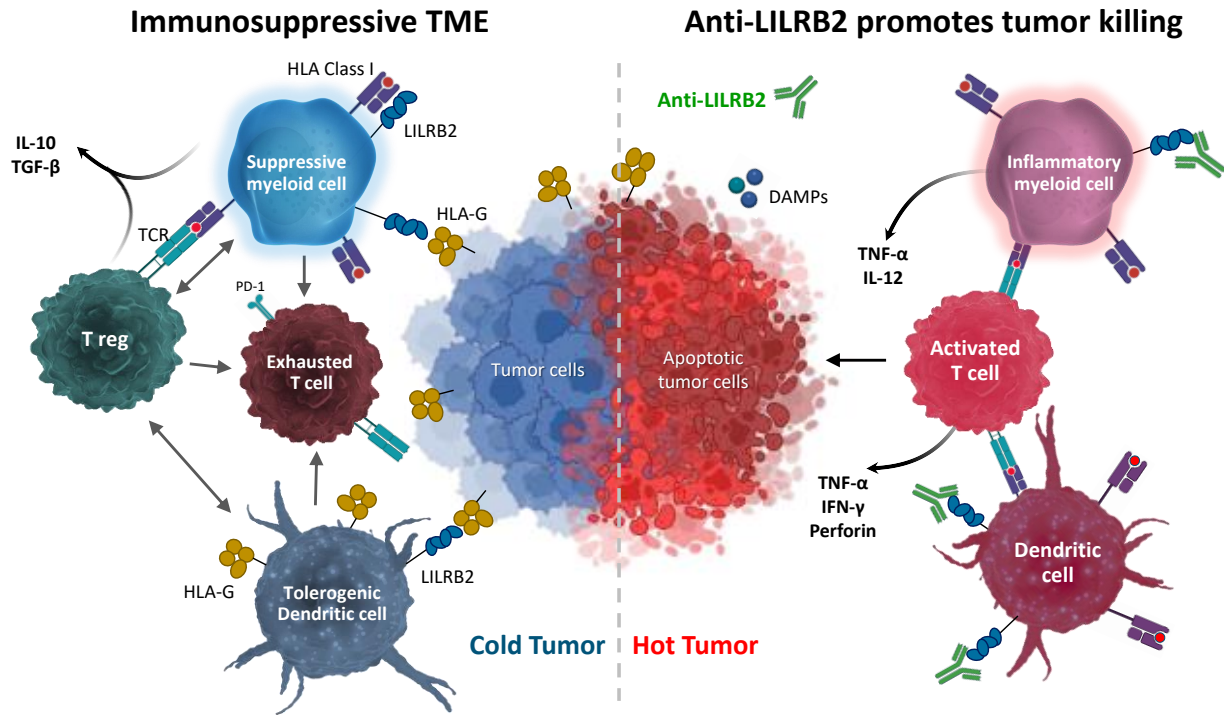 Immunosuppressive TME
Anti-LILRB2 promotes tumor killing
HLA Class I
LILRB2
Suppressive
myeloid cell
IL-10
TGF-β
TCR
HLA-G
T reg
PD-1
Exhausted
T cell
Tumor cells
HLA-G
LILRB2
Tolerogenic
Dendritic cell
Cold Tumor
Anti-LILRB2
DAMPs
Inflammatory
myeloid cell
TNF-α
IL-12
Apoptotic
tumor cells
Activated
T cell
TNF-α
IFN-γ
Perforin
Dendritic
cell
Hot Tumor